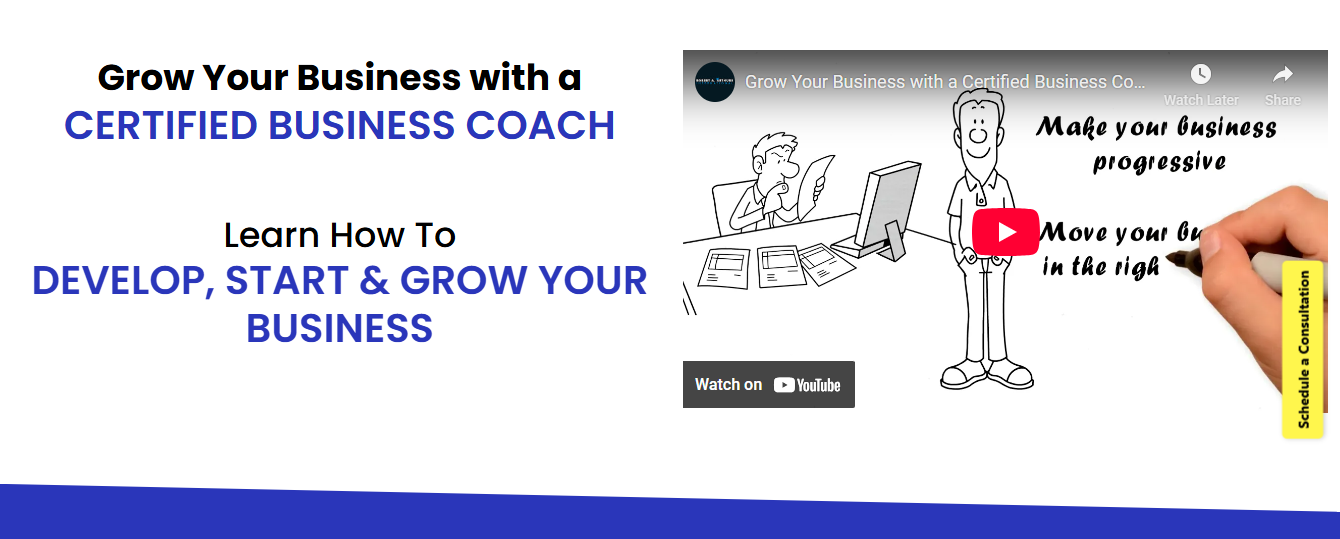 Grow Your Business with a
CERTIFIED BUSINESS COACH
Learn How To
DEVELOP, START & GROW YOUR
BUSINESS
Grow Your Business with a Certified Business Co...
Watch Later
Share
Make your business
progressive
Move your bu
in the righ
Watch on YouTube
Schedule a Consultation